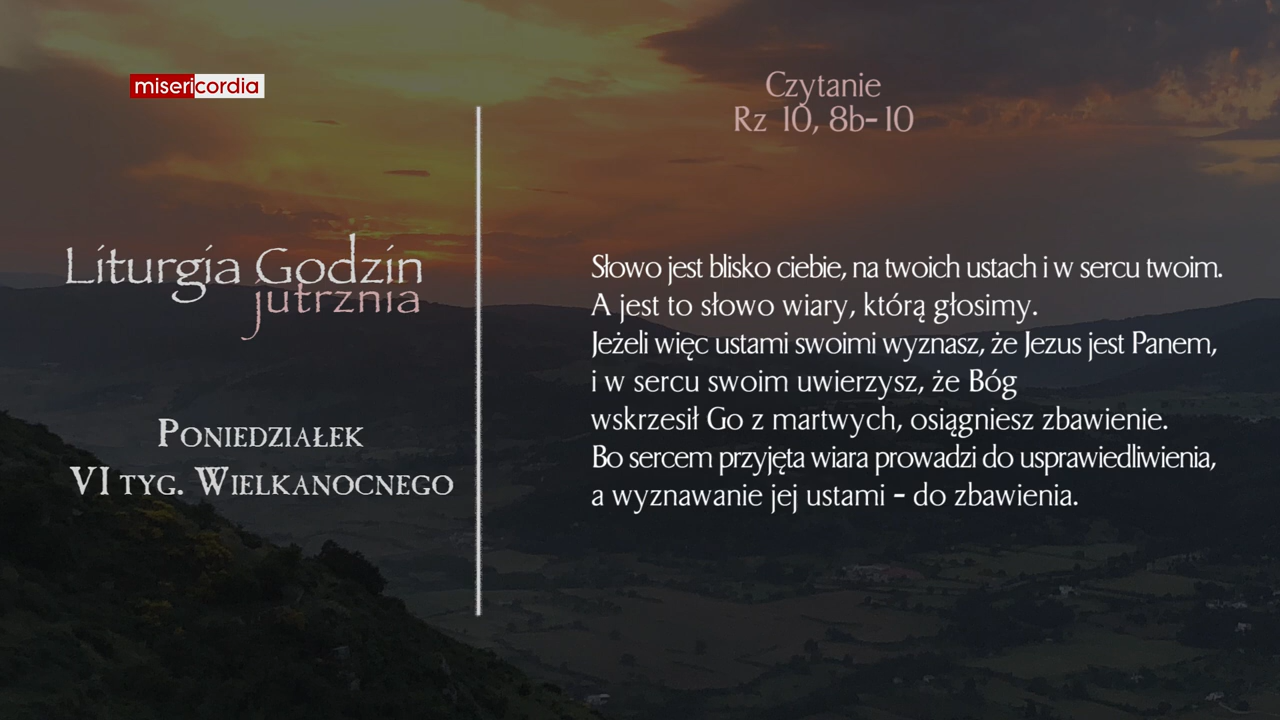 misericordia
Liturgia Godzin
jutrznia
Poniedziałek
VI tyg. Wielkanocnego
Czytanie
Rz 10, 8b-10
Słowo jest blisko ciebie, na twoich ustach i w sercu twoim.
A jest to słowo wiary, którą głosimy.
Jeżeli więc ustami swoimi wyznasz, że Jezus jest Panem,
i w sercu swoim uwierzysz, że Bóg
wskrzesił Go z martwych, osiągniesz zbawienie.
Bo sercem przyjęta wiara prowadzi do usprawiedliwienia,
a wyznawanie jej ustami - do zbawienia.